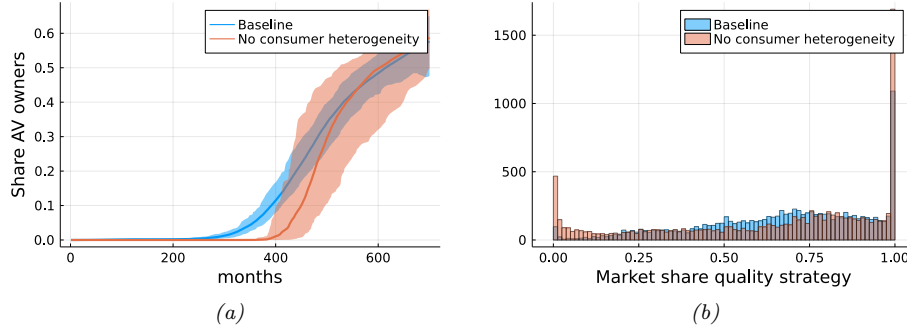 Baseline
No consumer heterogeneity
Share AV owners
0.6
0.5
0.4
0.3
0.2
0.1
0.0
0
200
400
600
months
(a)
Baseline
No consumer heterogeneity
1500
1000
500
0
0.00
0.25
0.50
0.75
1.00
Market share quality strategy
(b)